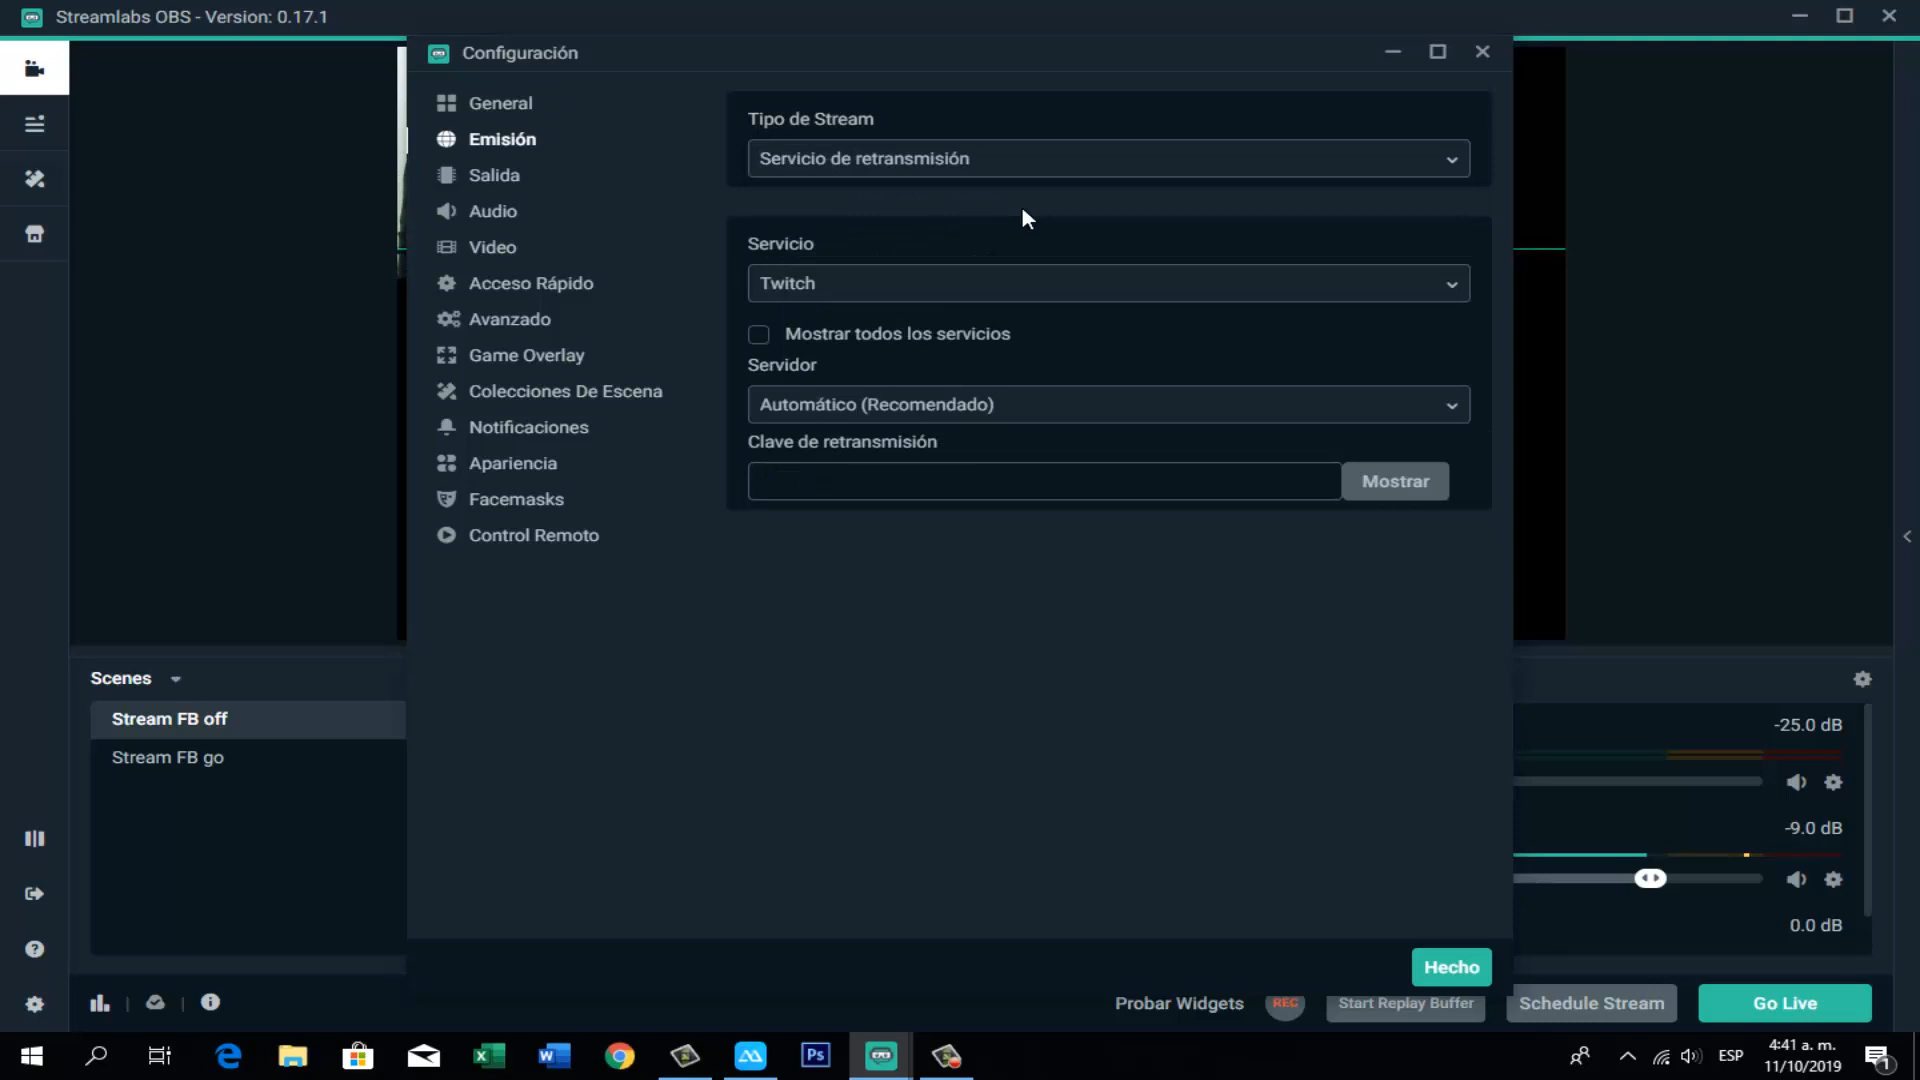 Streamlabs OBS - Version: 0.17.1
Configuración
General
Emisión
Salida
Audio
Video
Acceso Rápido
Avanzado
Game Overlay
Colecciones De Escena
Notificaciones
Apariencia
Facemasks
Control Remoto
Tipo de Stream
Servicio de retransmisión
Servicio
Twitch
Mostrar todos los servicios
Servidor
Automático (Recomendado)
Clave de retransmisión
Mostrar
Hecho
Scenes
Stream FB off
Stream FB go
-25.0 dB
-9.0 dB
0.0 dB
Probar Widgets
REC
Start Replay Buffer
Schedule Stream
Go Live
Ps
ESP
4:41 a. m.
11/10/2019
1